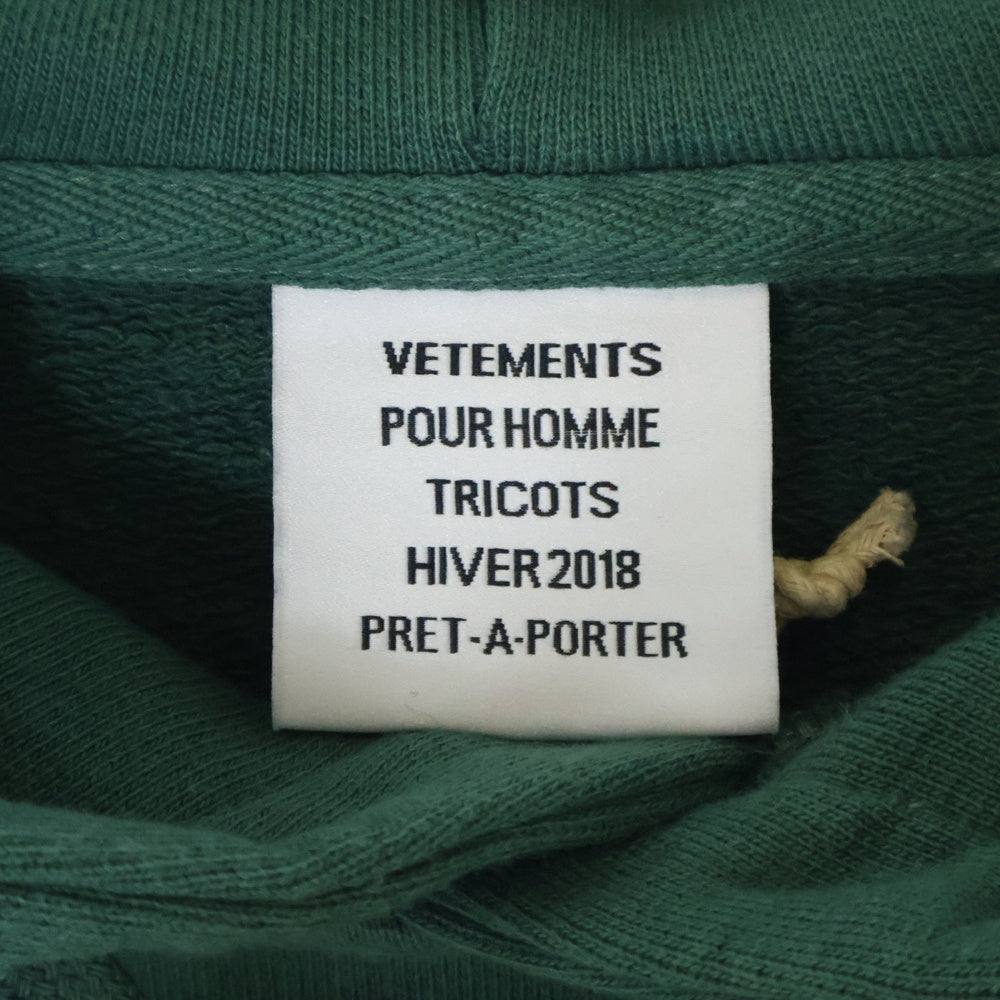 VETEMENTS
POUR HOMME
TRICOTS
HIVER 2018
PRET-A-PORTER